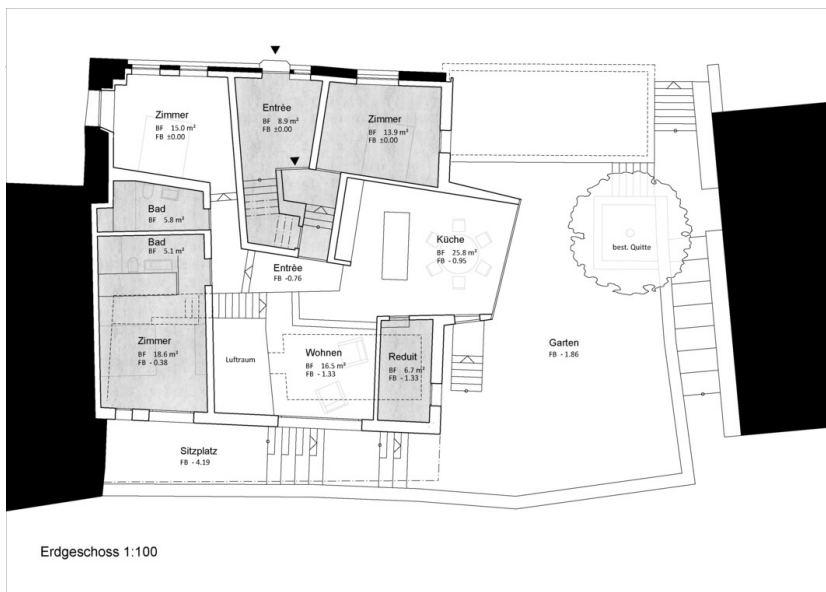 Zimmer
BF 15.0 m²
FB ±0.00
Entrèe
BF 8.9 m²
FB ±0.00
Zimmer
BF 13.9 m²
FB ±0.00
Bad
BF 5.8 m²
Bad
BF 5.1 m²
Entrèe
FB -0.76
Küche
BF 25.8 m²
FB - 0.95
best. Quitte
Zimmer
BF 18.6 m²
FB - 0.38
Luftraum
Wohnen
BF 16.5 m²
FB - 1.33
Reduit
BF 6.7 m²
FB - 1.33
Garten
FB - 1.86
Sitzplatz
FB - 4.19
Erdgeschoss 1:100